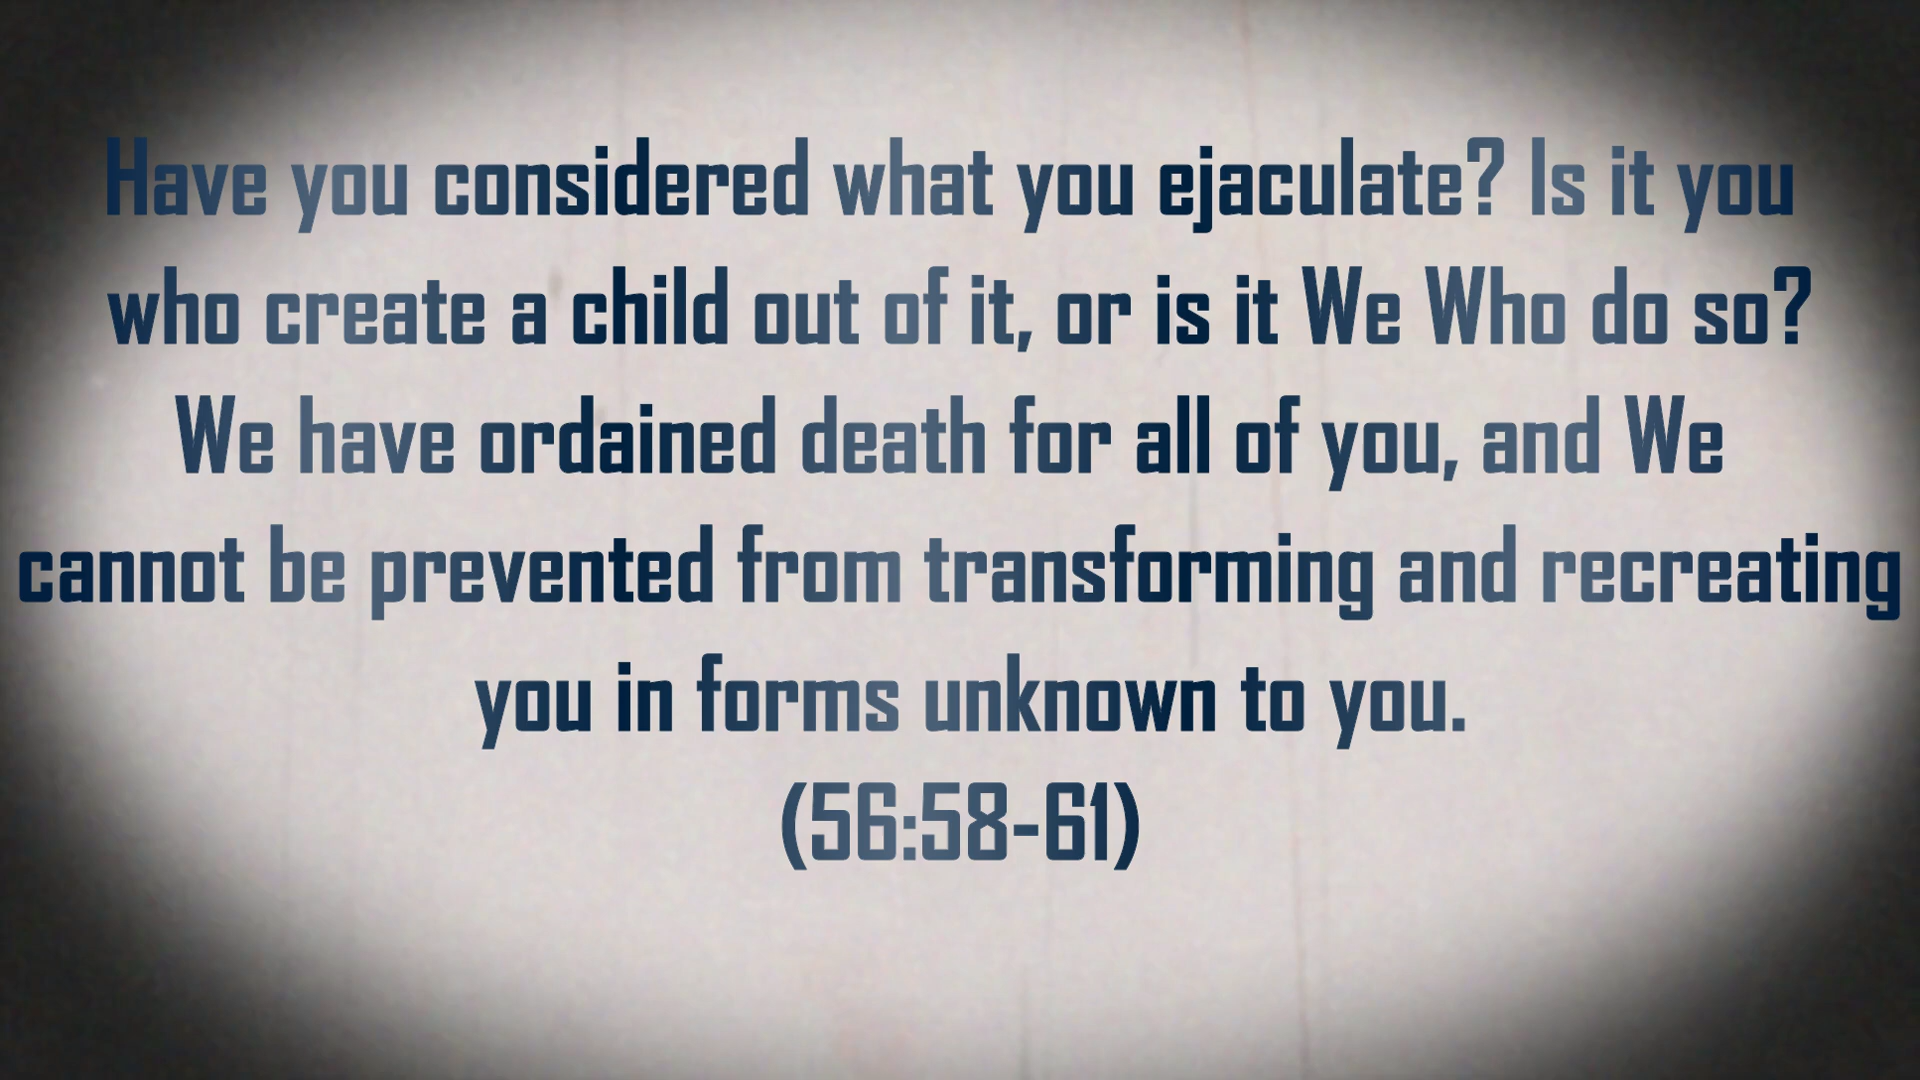 Have you considered what you ejaculate? Is it you
who create a child out of it, or is it We Who do so?
We have ordained death for all of you, and We
cannot be prevented from transforming and recreating
you in forms unknown to you.
(56:58-61)